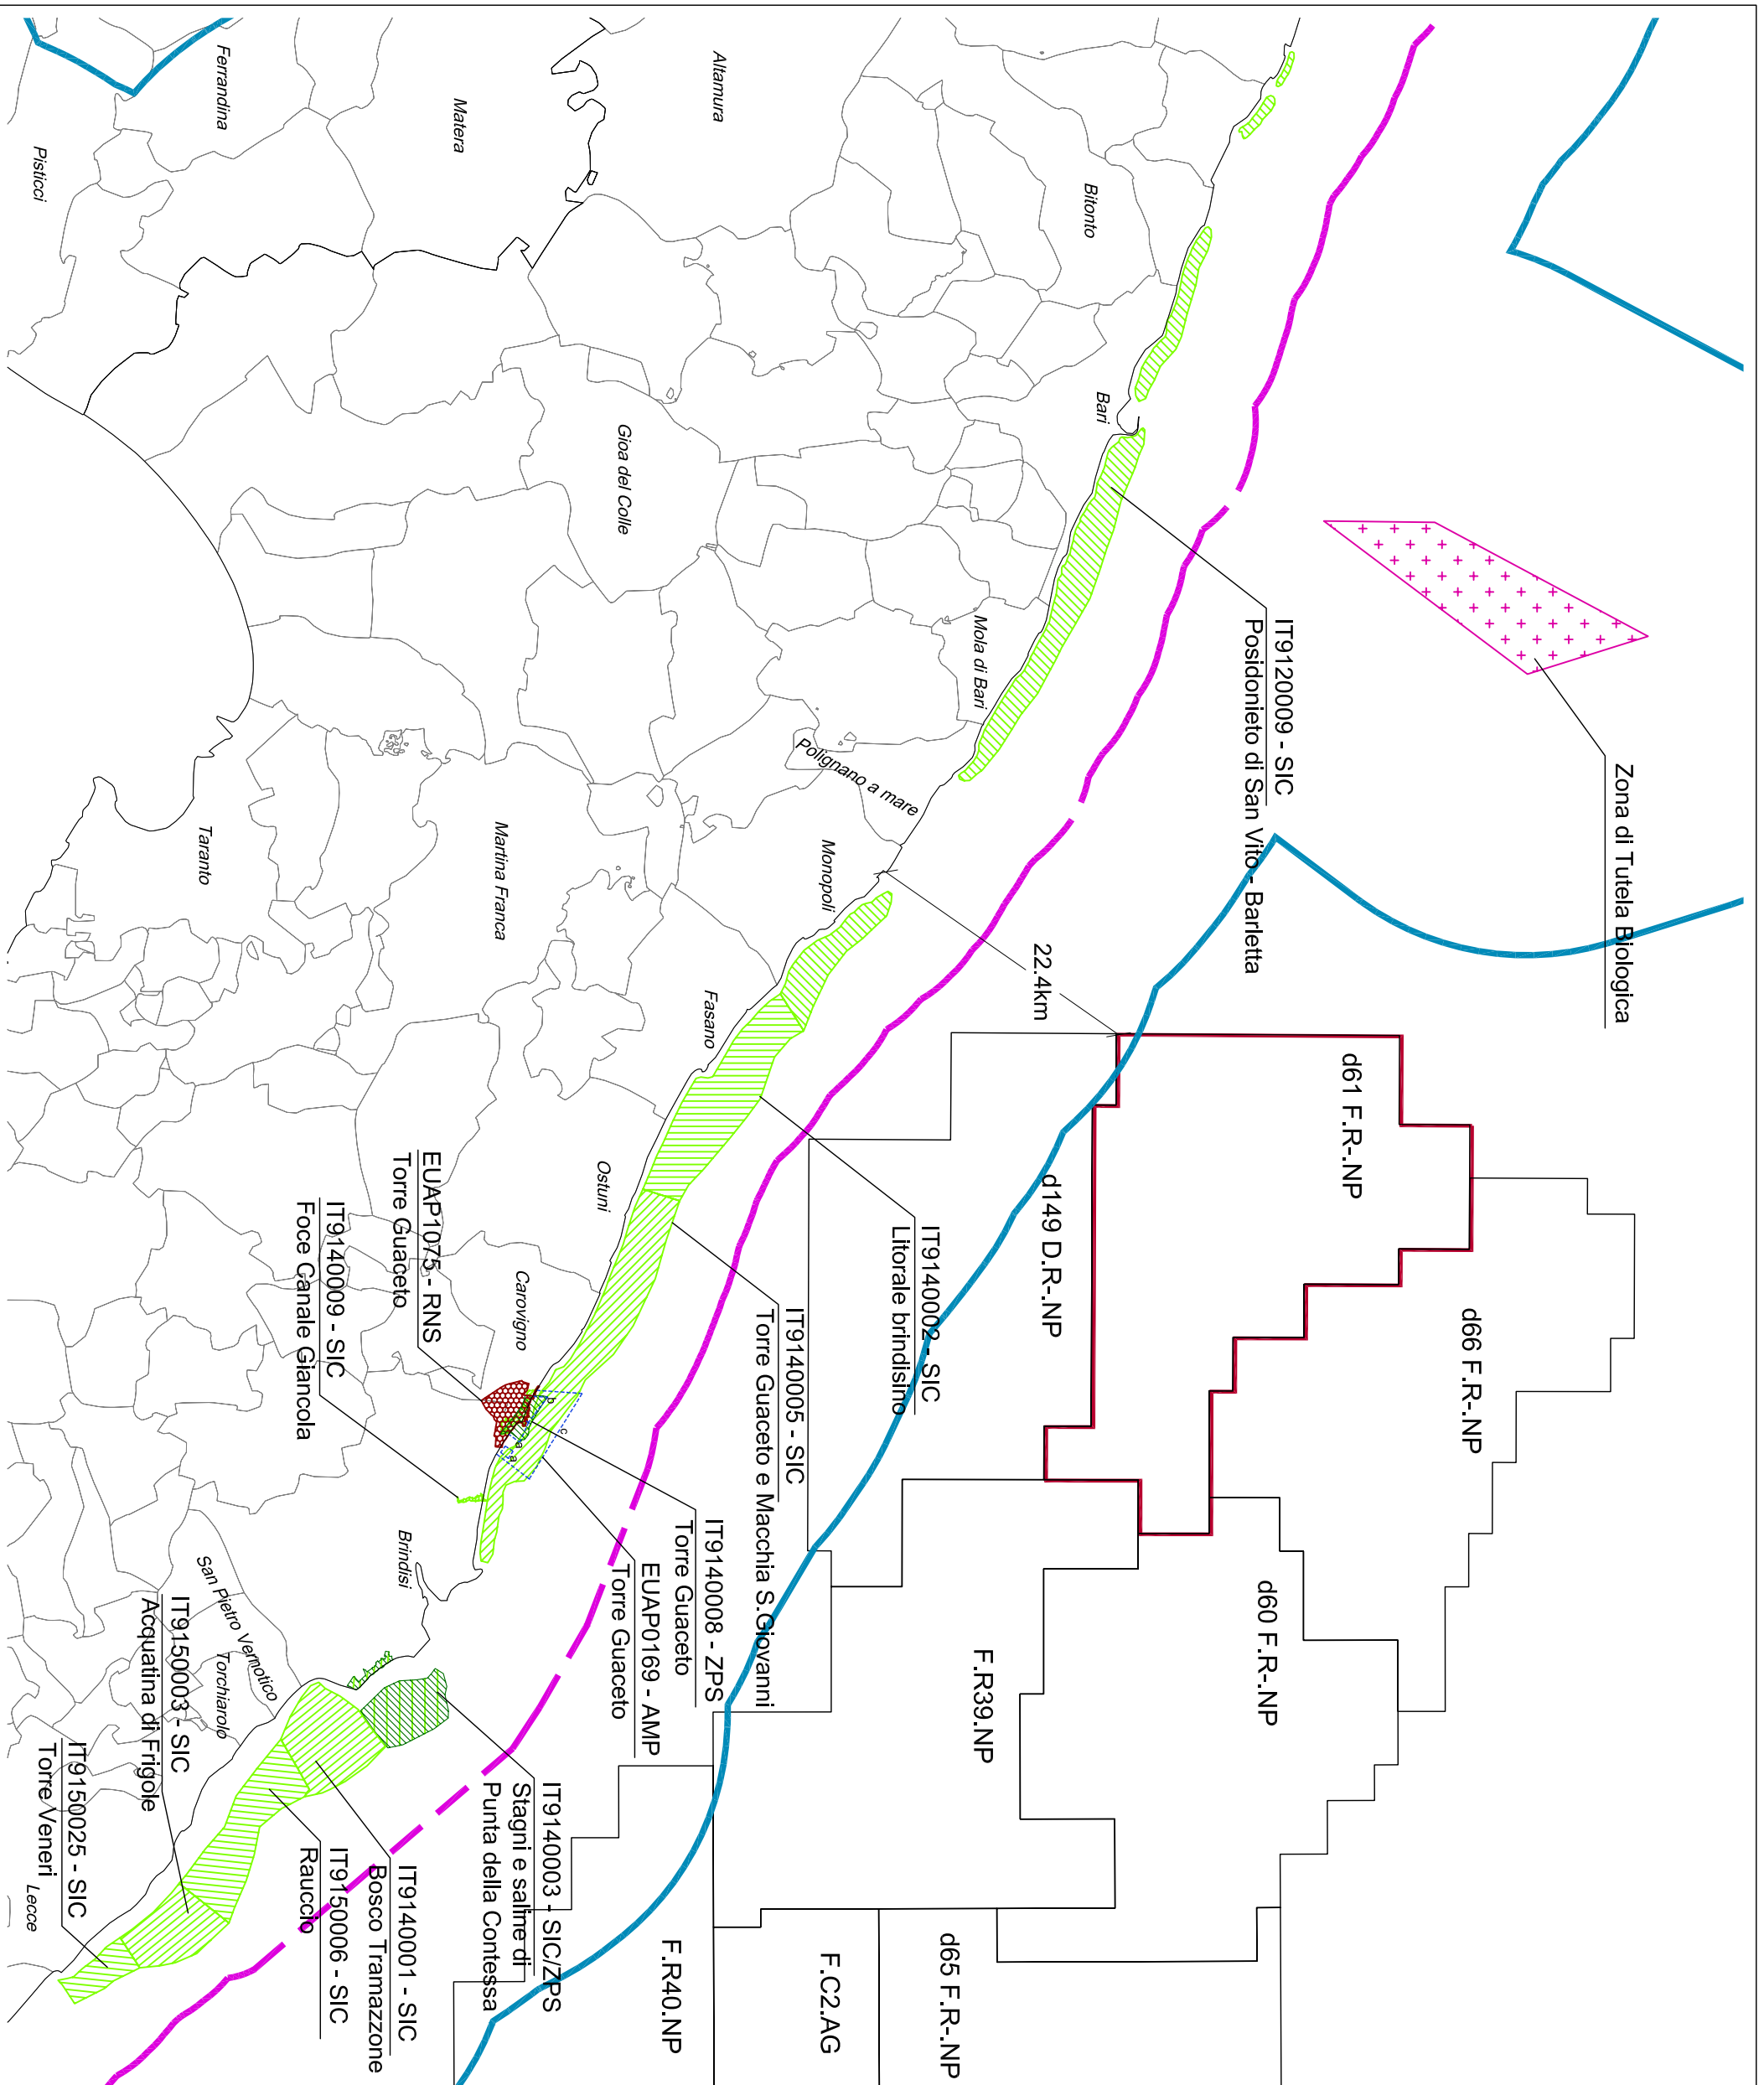 Ferrandina
Pisticci
Matera
Altamura
Bitonto
Bari
Gioa del Colle
Mola di Bari
Polignano a mare
Monopoli
Martina Franca
Taranto
Fasano
Ostuni
Carovigno
Brindisi
San Pietro Vernotico
Torchiarolo
Lecce
Zona di Tutela Biologica
IT9120009 - SIC
Posidonieto di San Vito - Barletta
22.4km
d61 F.R-.NP
d149 D.R-.NP
d66 F.R-.NP
d60 F.R-.NP
F.R39.NP
d65 F.R-.NP
F.C2.AG
F.R40.NP
IT9140002 - SIC
Litorale brindisino
IT9140005 - SIC
Torre Guaceto e Macchia S.Giovanni
EUAP1075 - RNS
Torre Guaceto
IT9140009 - SIC
Foce Canale Giancola
IT9140008 - ZPS
Torre Guaceto
EUAP0169 - AMP
Torre Guaceto
b
c
a
a
IT9140003 - SIC/ZPS
Stagni e saline di
Punta della Contessa
IT9140001 - SIC
Bosco Tramazzone
IT9150006 - SIC
Rauccio
IT9150003 - SIC
Acquatina di Frigole
IT9150025 - SIC
Torre Veneri